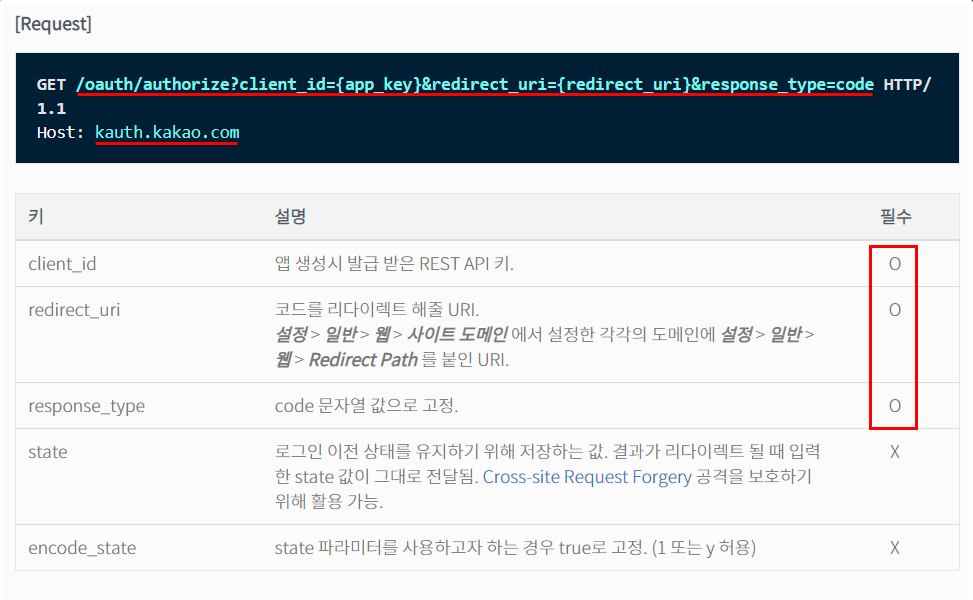 [Request]
GET /oauth/authorize?client_id={app_key}&redirect_uri={redirect_uri}&response_type=code HTTP/
1.1
Host: kauth.kakao.com
키 설명 필수
client_id 앱 생성시 발급 받은 REST API 키. O
redirect_uri 코드를 리다이렉트 해줄 URI. O
설정 > 일반 > 웹 > 사이트 도메인 에서 설정한 각각의 도메인에 설정 > 일반 >
웹 > Redirect Path 를 붙인 URI.
response_type code 문자열 값으로 고정. O
state 로그인 이전 상태를 유지하기 위해 저장하는 값. 결과가 리다이렉트 될 때 입력 X
한 state 값이 그대로 전달됨. Cross-site Request Forgery 공격을 보호하기
위해 활용 가능.
encode_state state 파라미터를 사용하고자 하는 경우 true로 고정. (1 또는 y 허용) X